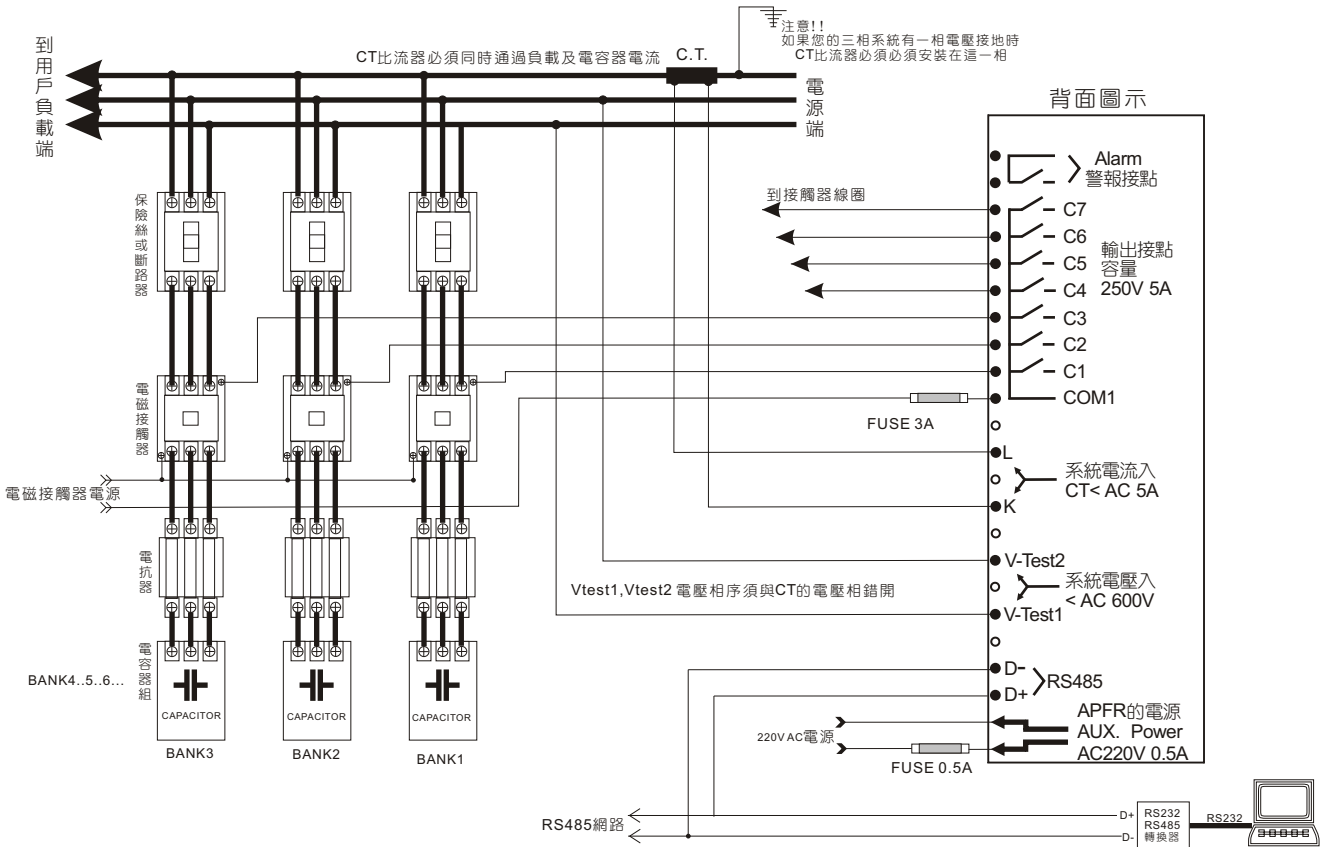 注意!!
如果您的三相系統有一相電壓接地時
CT比流器必須必須安裝在這一相
CT比流器必須同時通過負載及電容器電流
C.T.
到用戶負載端
電源端
背面圖示
Alarm
警報接點
到接觸器線圈
C7
C6
C5
C4
C3
C2
C1
COM1
輸出接點
容量
250V 5A
保險絲或斷路器
電磁接觸器
FUSE 3A
L
系統電流入
CT< AC 5A
K
電磁接觸器電源
電抗器
V-Test2
Vtest1,Vtest2 電壓相序須與CT的電壓相錯開
系統電壓入
< AC 600V
V-Test1
電容器組
BANK4..5..6...
CAPACITOR
CAPACITOR
CAPACITOR
BANK3
BANK2
BANK1
D-
D+
RS485
APFR的電源
AUX. Power
AC220V 0.5A
220V AC電源
FUSE 0.5A
RS485網路
D+
D-
RS232
RS485
轉換器
RS232